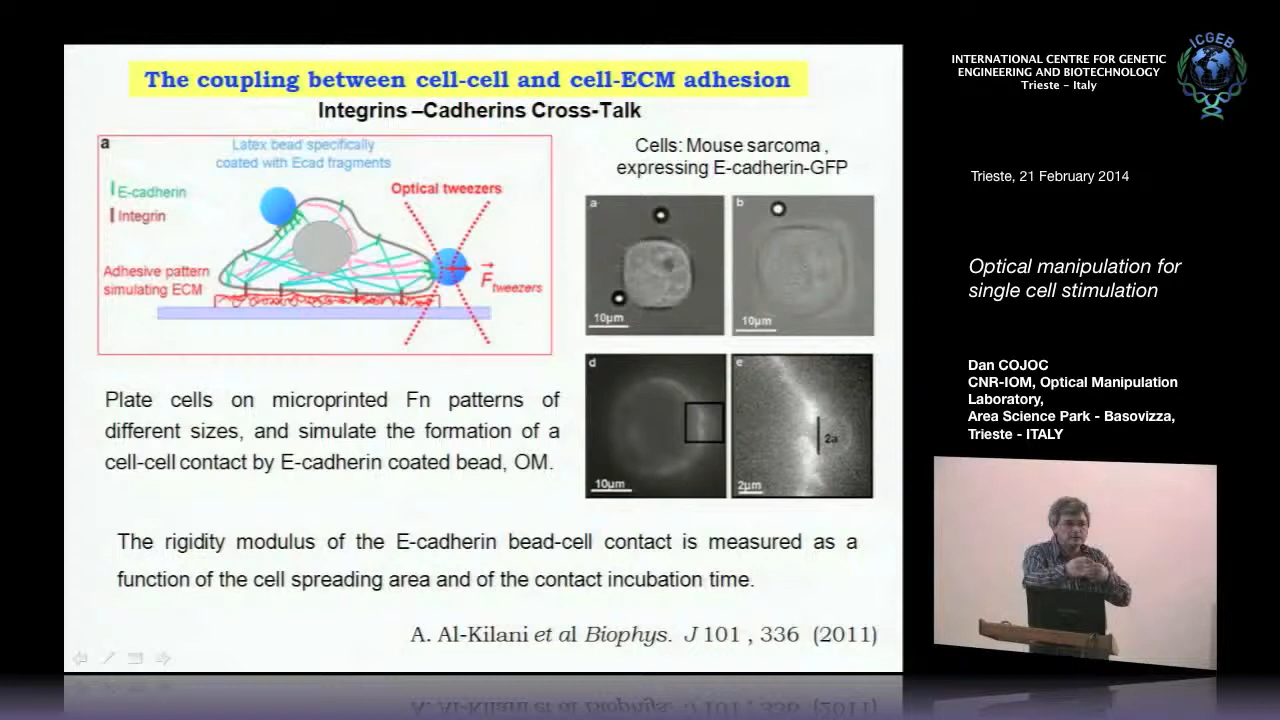 The coupling between cell-cell and cell-ECM adhesion
Integrins –Cadherins Cross-Talk
a
Latex bead specifically
coated with Ecad fragments
E-cadherin
Integrin
Optical tweezers
Adhesive pattern
simulating ECM
F tweezers
Cells: Mouse sarcoma ,
expressing E-cadherin-GFP
a
10µm
b
10µm
d
10µm
e
2a
2µm
Plate cells on microprinted Fn patterns of
different sizes, and simulate the formation of a
cell-cell contact by E-cadherin coated bead, OM.
The rigidity modulus of the E-cadherin bead-cell contact is measured as a
function of the cell spreading area and of the contact incubation time.
A. Al-Kilani et al Biophys. J 101 , 336 (2011)
INTERNATIONAL CENTRE FOR GENETIC
ENGINEERING AND BIOTECHNOLOGY
Trieste - Italy
ICGEB
Trieste, 21 February 2014
Optical manipulation for
single cell stimulation
Dan COJOC
CNR-IOM, Optical Manipulation
Laboratory,
Area Science Park - Basovizza,
Trieste - ITALY